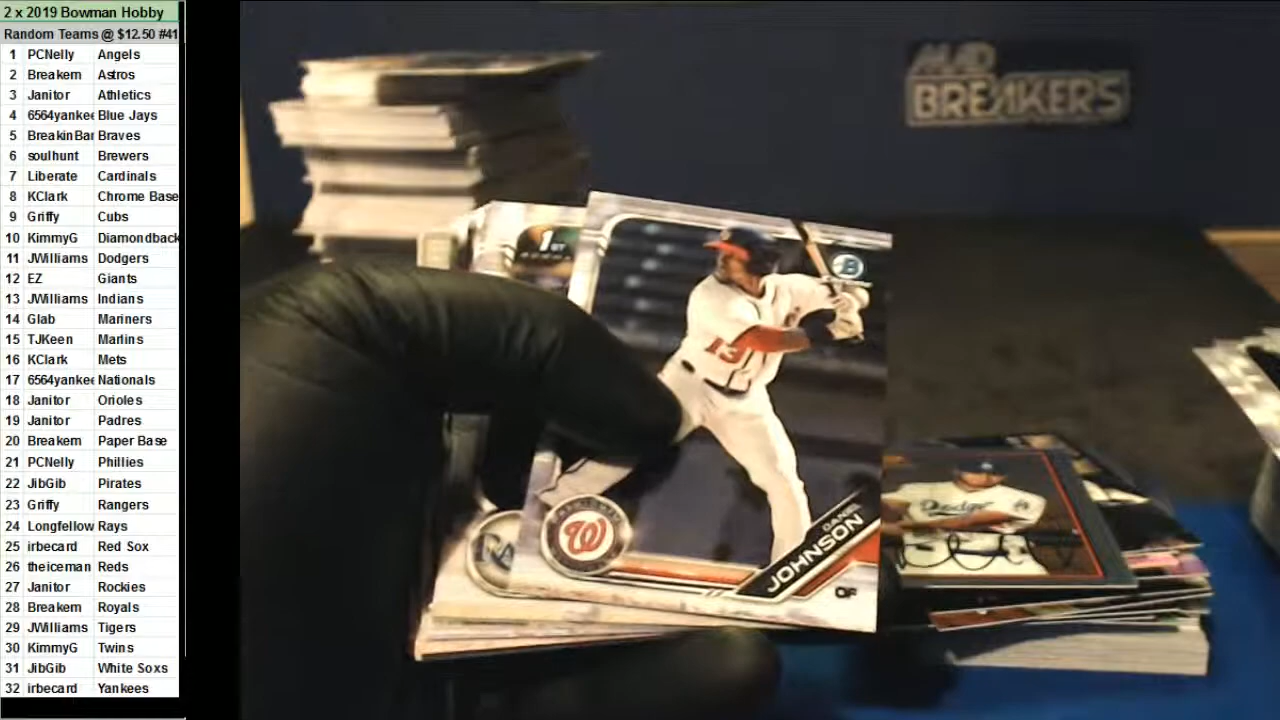 2 x 2019 Bowman Hobby
Random Teams @ $12.50 #41
1 PCNelly Angels
2 Breakem Astros
3 Janitor Athletics
4 6564yankee Blue Jays
5 BreakinBar Braves
6 soulhunt Brewers
7 Liberate Cardinals
8 KClark Chrome Base
9 Griffy Cubs
10 KimmyG Diamondback
11 JWilliams Dodgers
12 EZ Giants
13 JWilliams Indians
14 Glab Mariners
15 TJKeen Marlins
16 KClark Mets
17 6564yankee Nationals
18 Janitor Orioles
19 Janitor Padres
20 Breakem Paper Base
21 PCNelly Phillies
22 JibGib Pirates
23 Griffy Rangers
24 Longfellow Rays
25 irbecard Red Sox
26 theiceman Reds
27 Janitor Rockies
28 Breakem Royals
29 JWilliams Tigers
30 KimmyG Twins
31 JibGib White Soxs
32 irbecard Yankees
MAD
BREAKERS
1ST
B
13
W
JOHNSON
OF
Dodgers